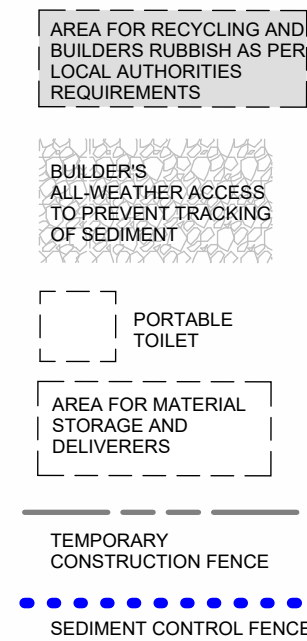 AREA FOR RECYCLING AND
BUILDERS RUBBISH AS PER
LOCAL AUTHORITIES
REQUIREMENTS
BUILDER'S
ALL-WEATHER ACCESS
TO PREVENT TRACKING
OF SEDIMENT
PORTABLE
TOILET
AREA FOR MATERIAL
STORAGE AND
DELIVERERS
TEMPORARY
CONSTRUCTION FENCE
SEDIMENT CONTROL FENCE